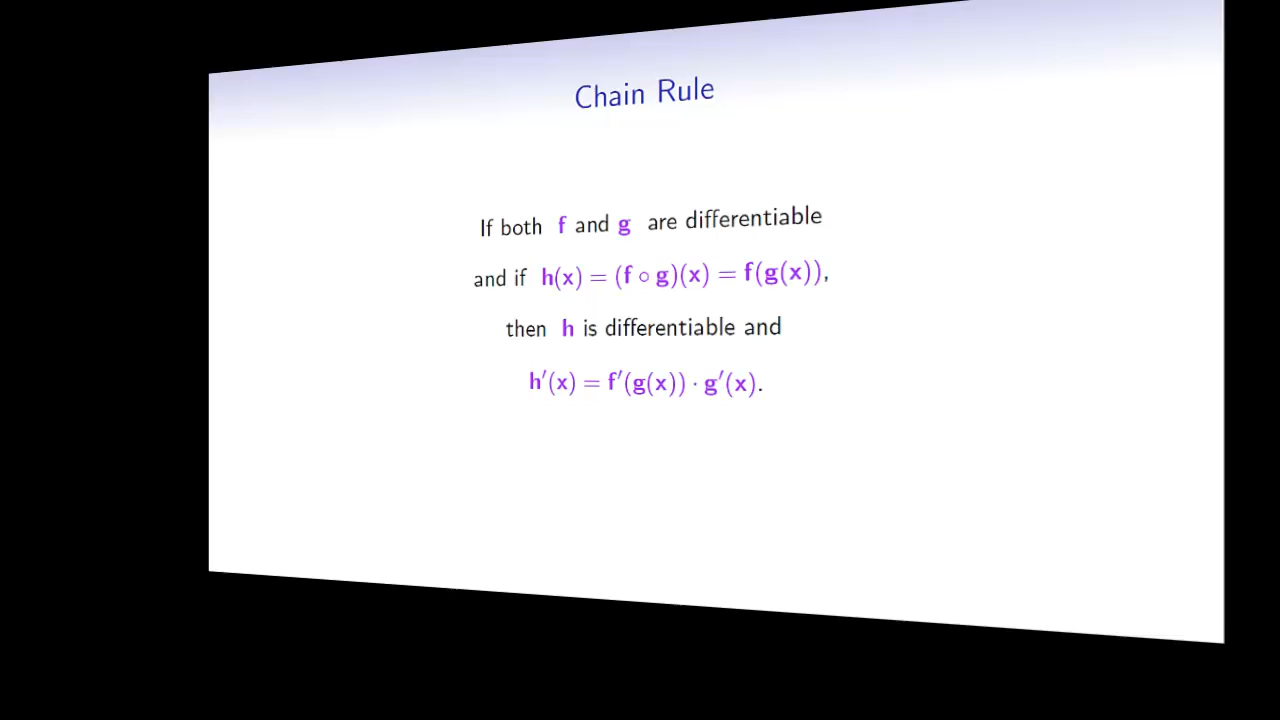 Chain Rule
If both f and g are differentiable
and if h(x) = (f ∘ g)(x) = f(g(x)),
then h is differentiable and
h′(x) = f′(g(x)) · g′(x).